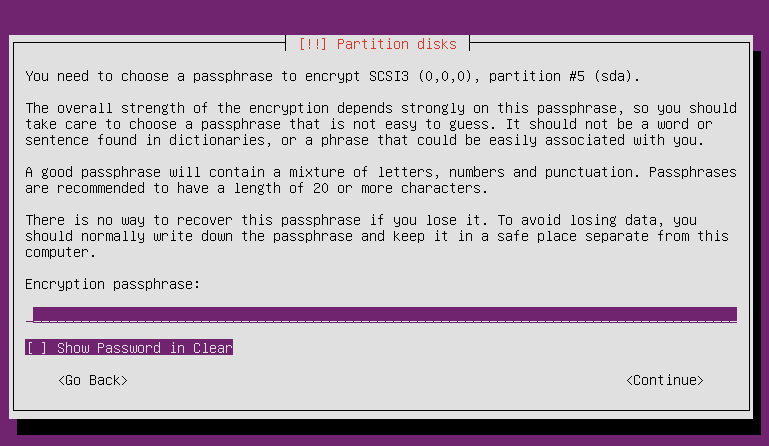 [!!] Partition disks
You need to choose a passphrase to encrypt SCSI3 (0,0,0), partition #5 (sda).
The overall strength of the encryption depends strongly on this passphrase, so you should
take care to choose a passphrase that is not easy to guess. It should not be a word or
sentence found in dictionaries, or a phrase that could be easily associated with you.
A good passphrase will contain a mixture of letters, numbers and punctuation. Passphrases
are recommended to have a length of 20 or more characters.
There is no way to recover this passphrase if you lose it. To avoid losing data, you
should normally write down the passphrase and keep it in a safe place separate from this
computer.
Encryption passphrase:
[ ] Show Password in Clear
<Go Back> <Continue>